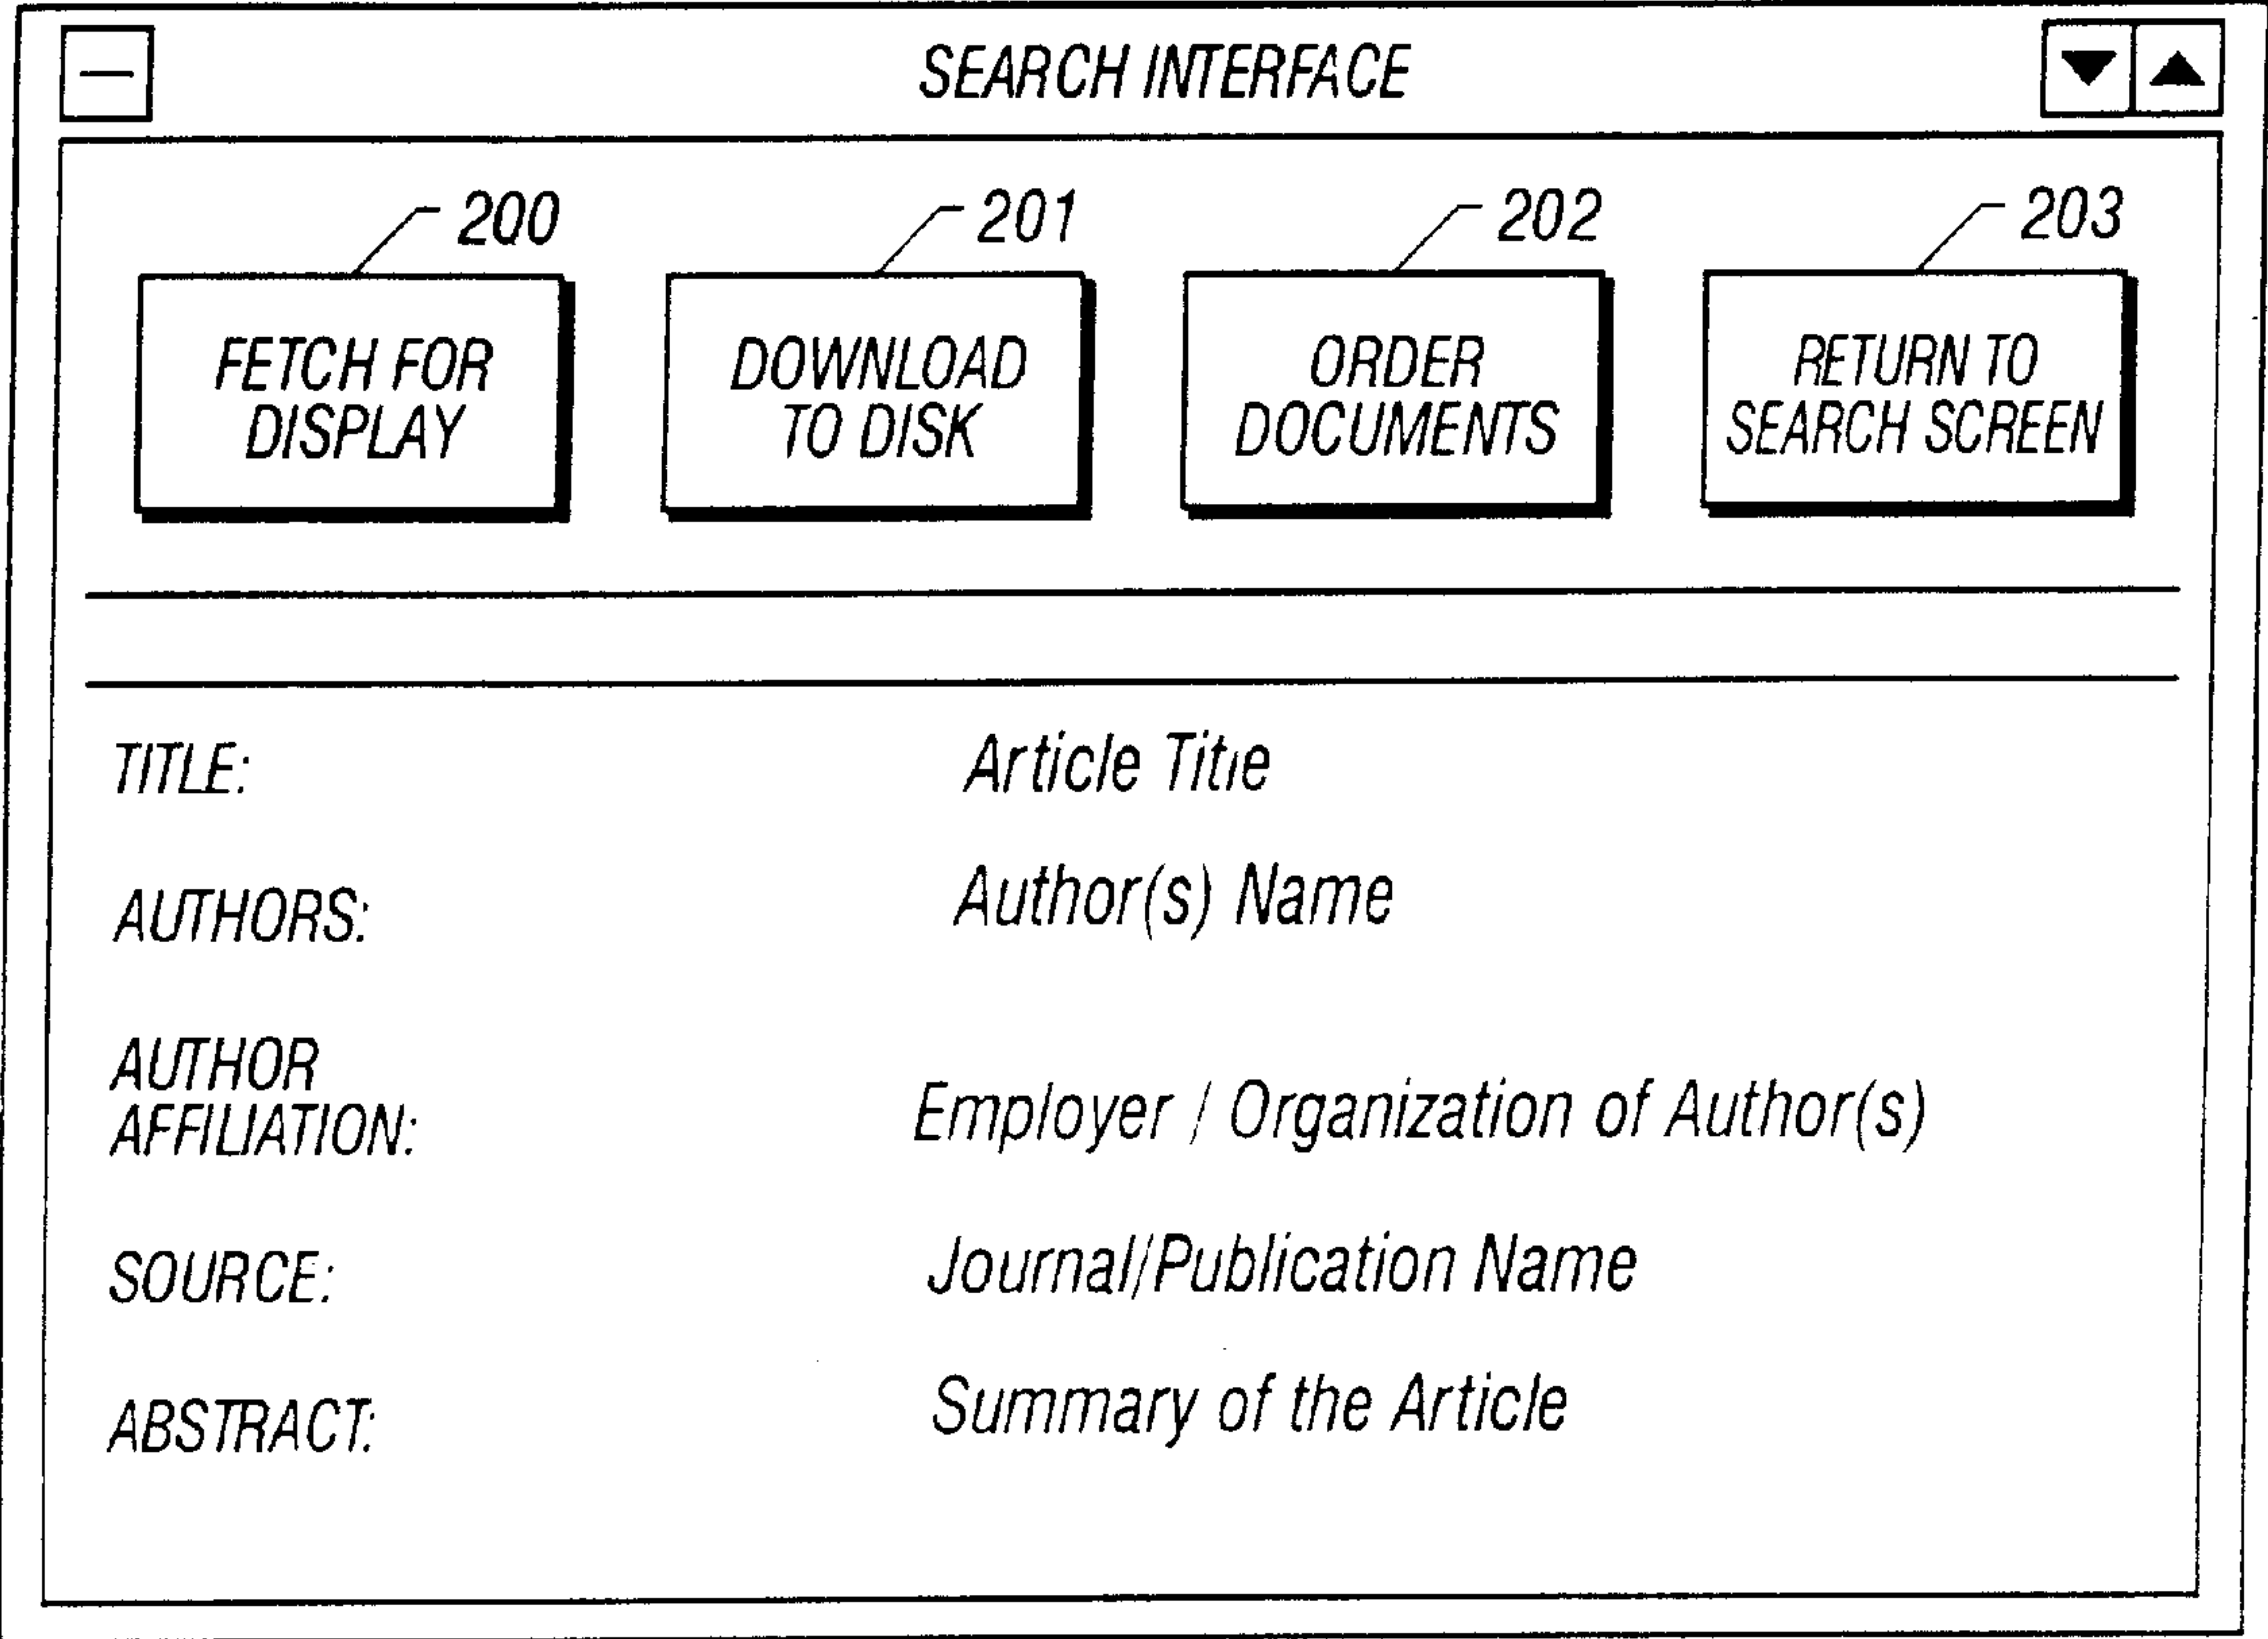 SEARCH INTERFACE
200
201
202
203
FETCH FOR
DISPLAY
DOWNLOAD
TO DISK
ORDER
DOCUMENTS
RETURN TO
SEARCH SCREEN
TITLE: Article Title
AUTHORS: Author(s) Name
AUTHOR
AFFILIATION: Employer / Organization of Author(s)
SOURCE: Journal/Publication Name
ABSTRACT: Summary of the Article